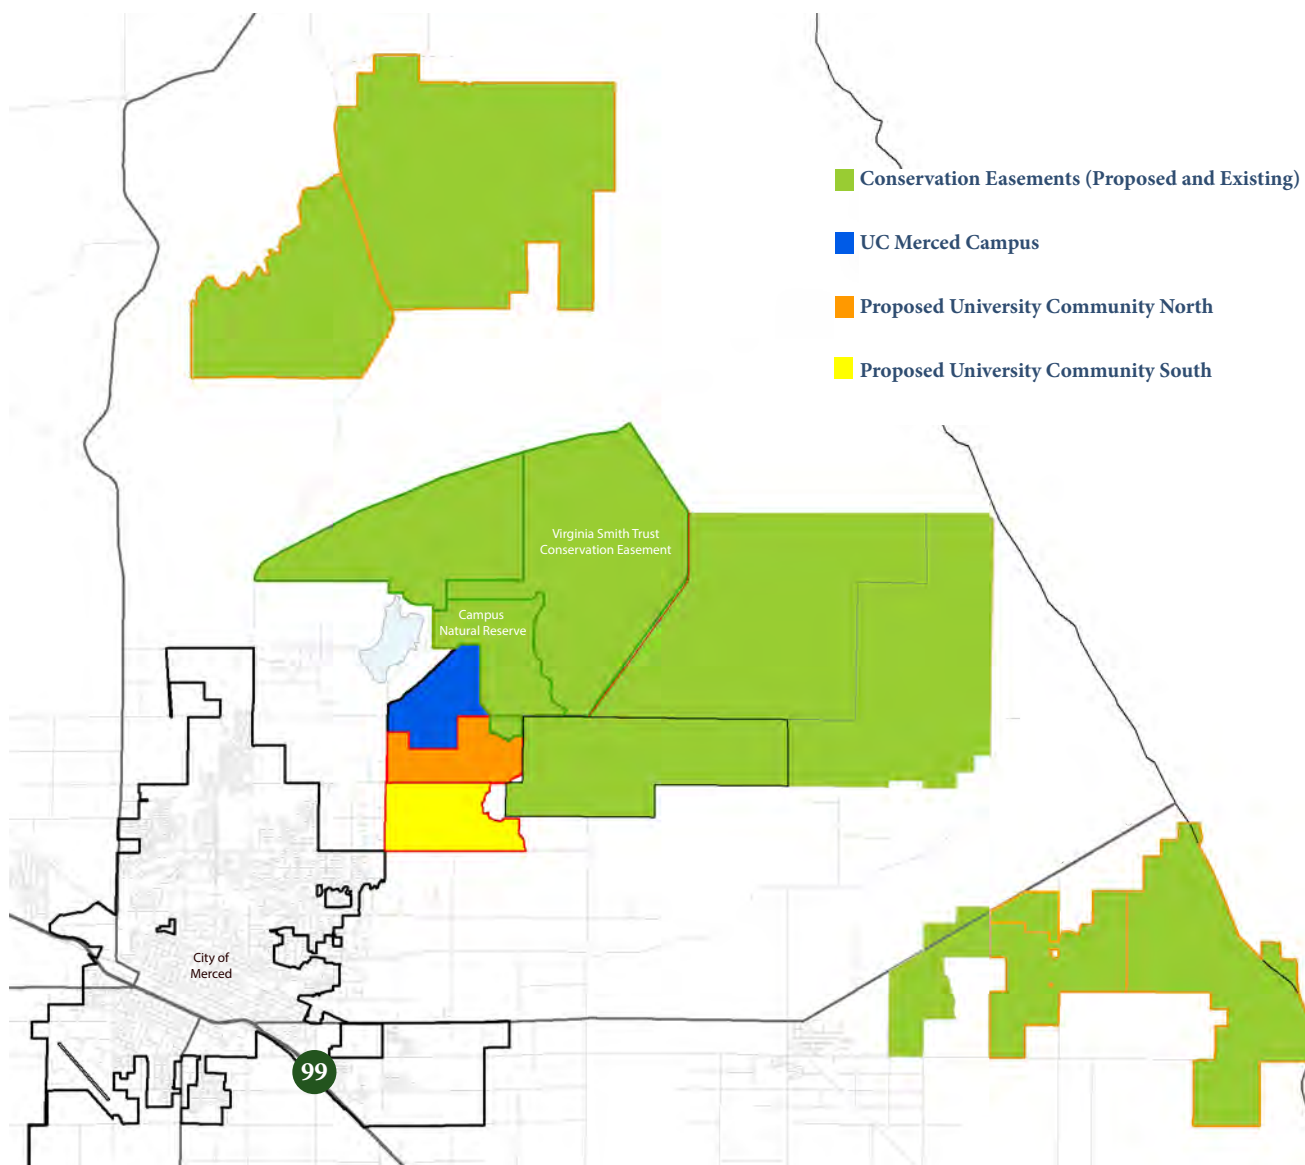 Conservation Easements (Proposed and Existing)
UC Merced Campus
Proposed University Community North
Proposed University Community South
Virginia Smith Trust
Conservation Easement
Campus
Natural Reserve
City of
Merced
99